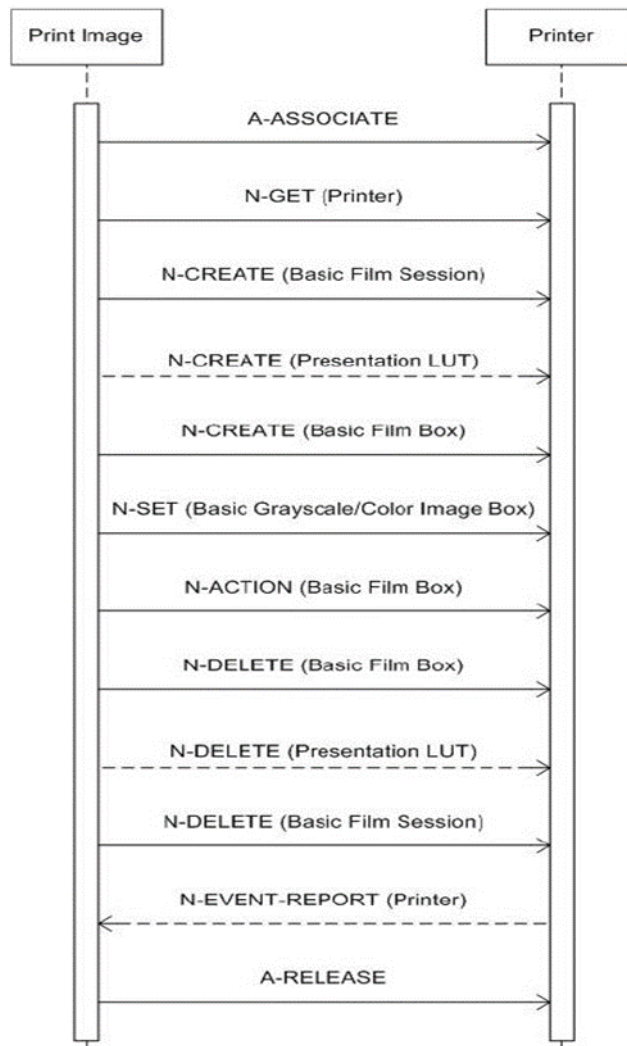 Print Image
Printer
A-ASSOCIATE
N-GET (Printer)
N-CREATE (Basic Film Session)
N-CREATE (Presentation LUT)
N-CREATE (Basic Film Box)
N-SET (Basic Grayscale/Color Image Box)
N-ACTION (Basic Film Box)
N-DELETE (Basic Film Box)
N-DELETE (Presentation LUT)
N-DELETE (Basic Film Session)
N-EVENT-REPORT (Printer)
A-RELEASE